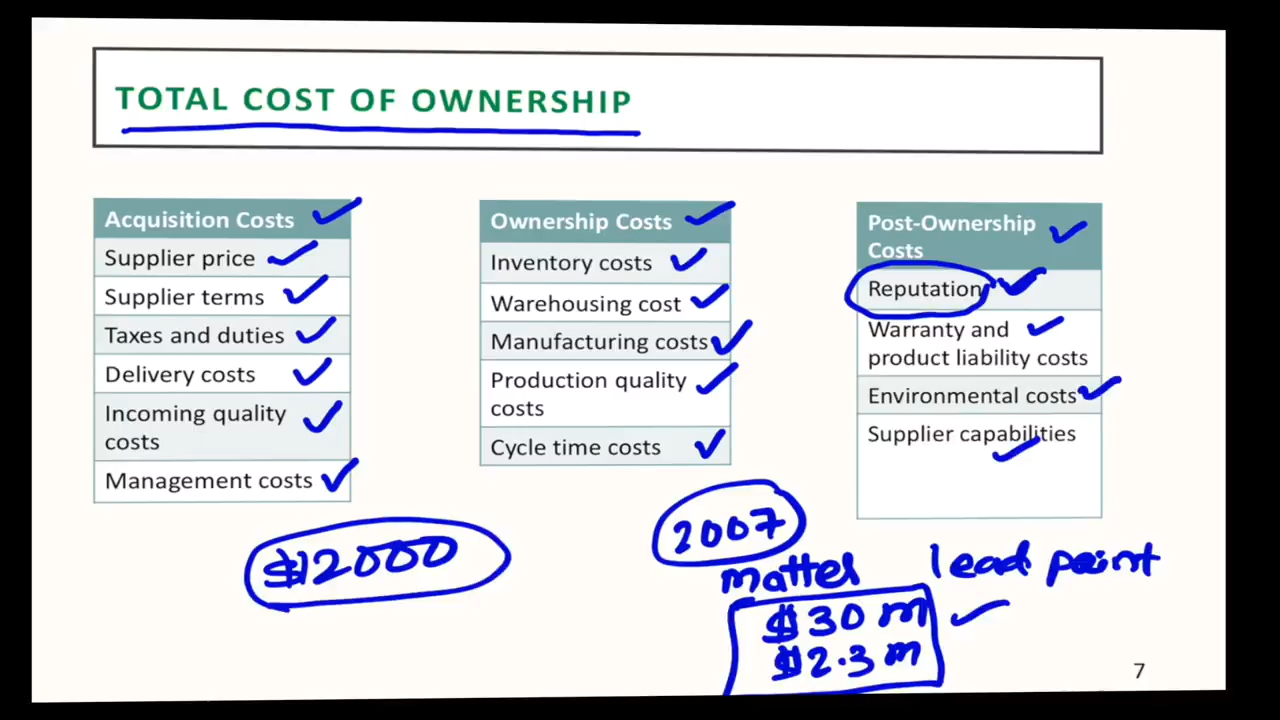 TOTAL COST OF OWNERSHIP
Acquisition Costs
Supplier price
Supplier terms
Taxes and duties
Delivery costs
Incoming quality
costs
Management costs
Ownership Costs
Inventory costs
Warehousing cost
Manufacturing costs
Production quality
costs
Cycle time costs
Post-Ownership
Costs
Reputation
Warranty and
product liability costs
Environmental costs
Supplier capabilities
$12000
2007
mattel lead paint
$30 m
$2.3 m
7